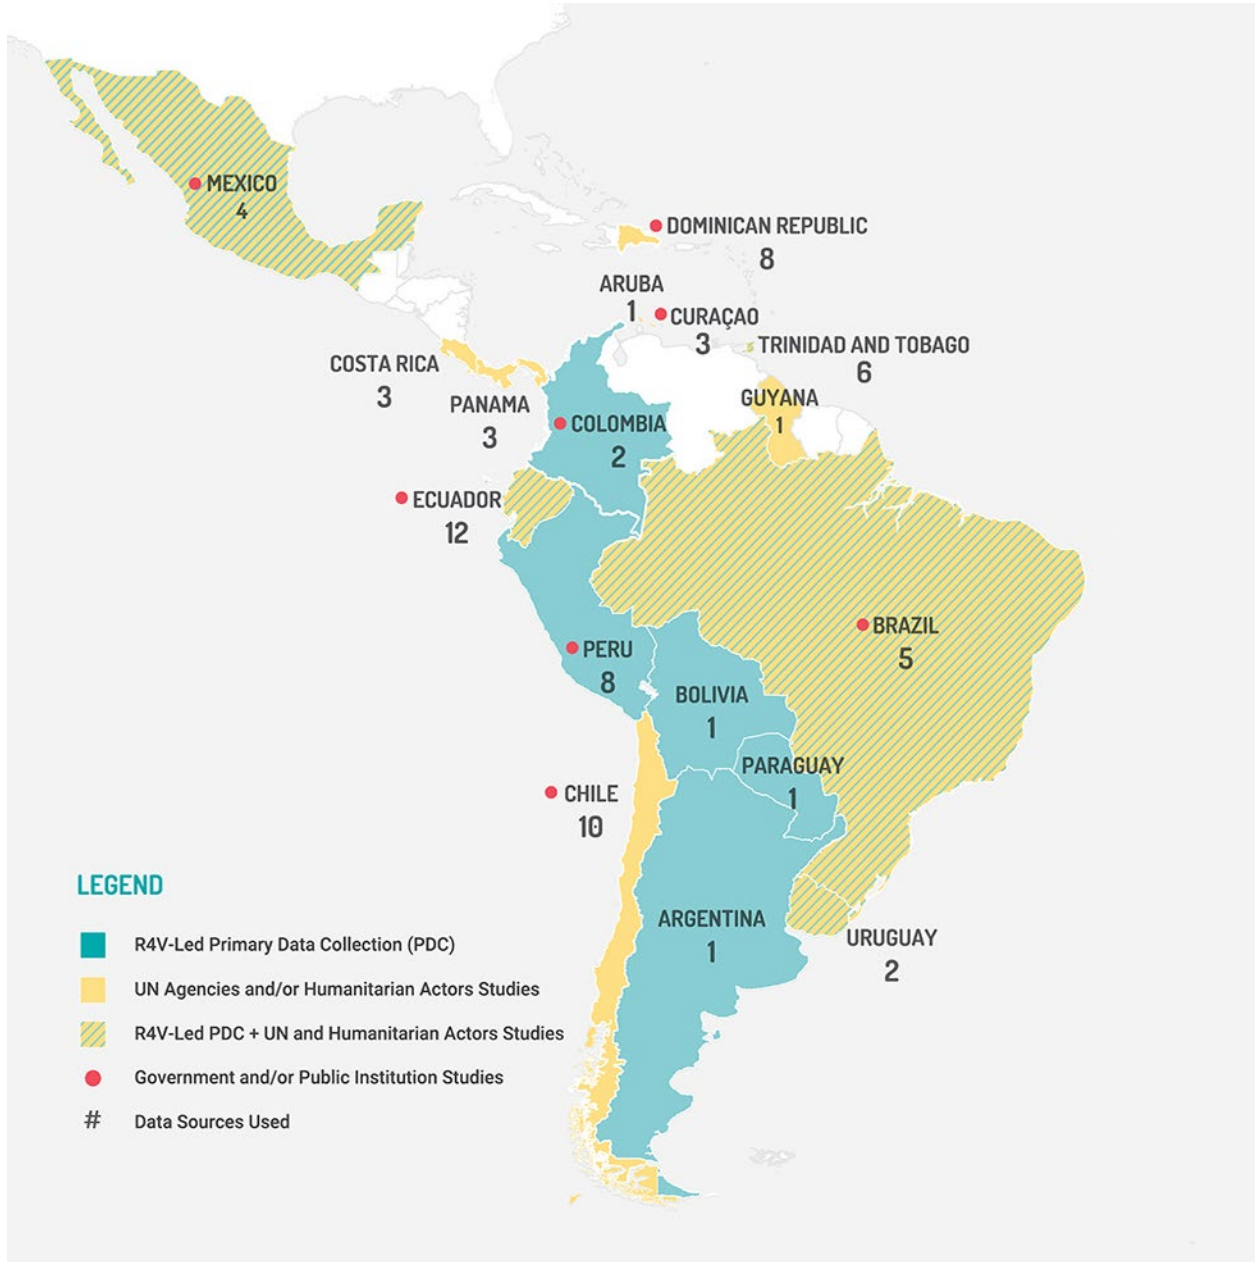 MEXICO
4
DOMINICAN REPUBLIC
8
ARUBA
1
CURAÇAO
3
TRINIDAD AND TOBAGO
6
COSTA RICA
3
PANAMA
3
GUYANA
1
COLOMBIA
2
ECUADOR
12
BRAZIL
5
PERU
8
BOLIVIA
1
PARAGUAY
1
CHILE
10
ARGENTINA
1
URUGUAY
2
LEGEND
R4V-Led Primary Data Collection (PDC)
UN Agencies and/or Humanitarian Actors Studies
R4V-Led PDC + UN and Humanitarian Actors Studies
Government and/or Public Institution Studies
# Data Sources Used